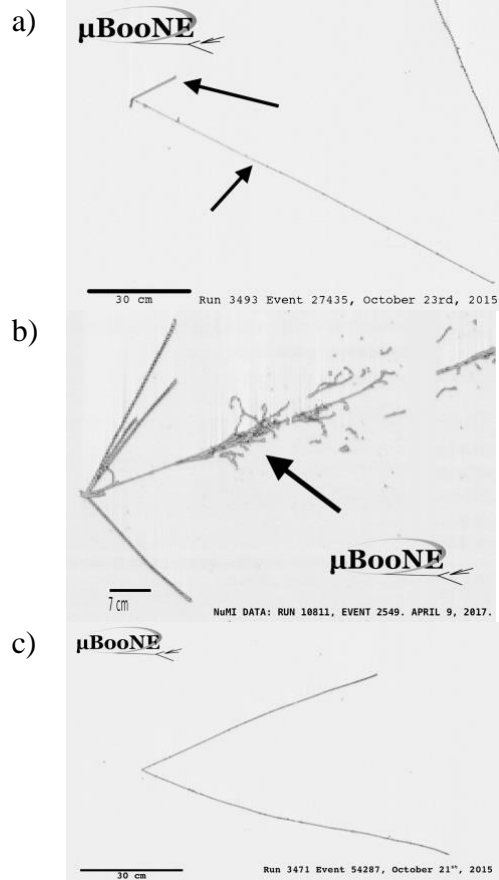 a)
μBooNE
30 cm
Run 3493 Event 27435, October 23rd, 2015
b)
μBooNE
7 cm
NuMI DATA: RUN 10811, EVENT 2549. APRIL 9, 2017.
c)
μBooNE
30 cm
Run 3471 Event 54287, October 21st, 2015